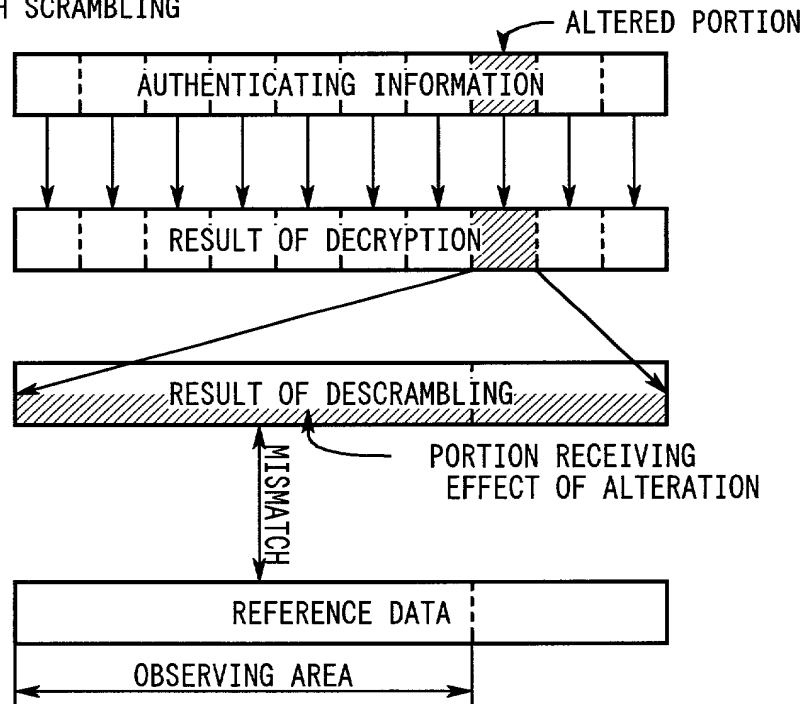 SCRAMBLING
ALTERED PORTION
AUTHENTICATING INFORMATION
RESULT OF DECRYPTION
RESULT OF DESCRAMBLING
MISMATCH
PORTION RECEIVING
EFFECT OF ALTERATION
REFERENCE DATA
OBSERVING AREA